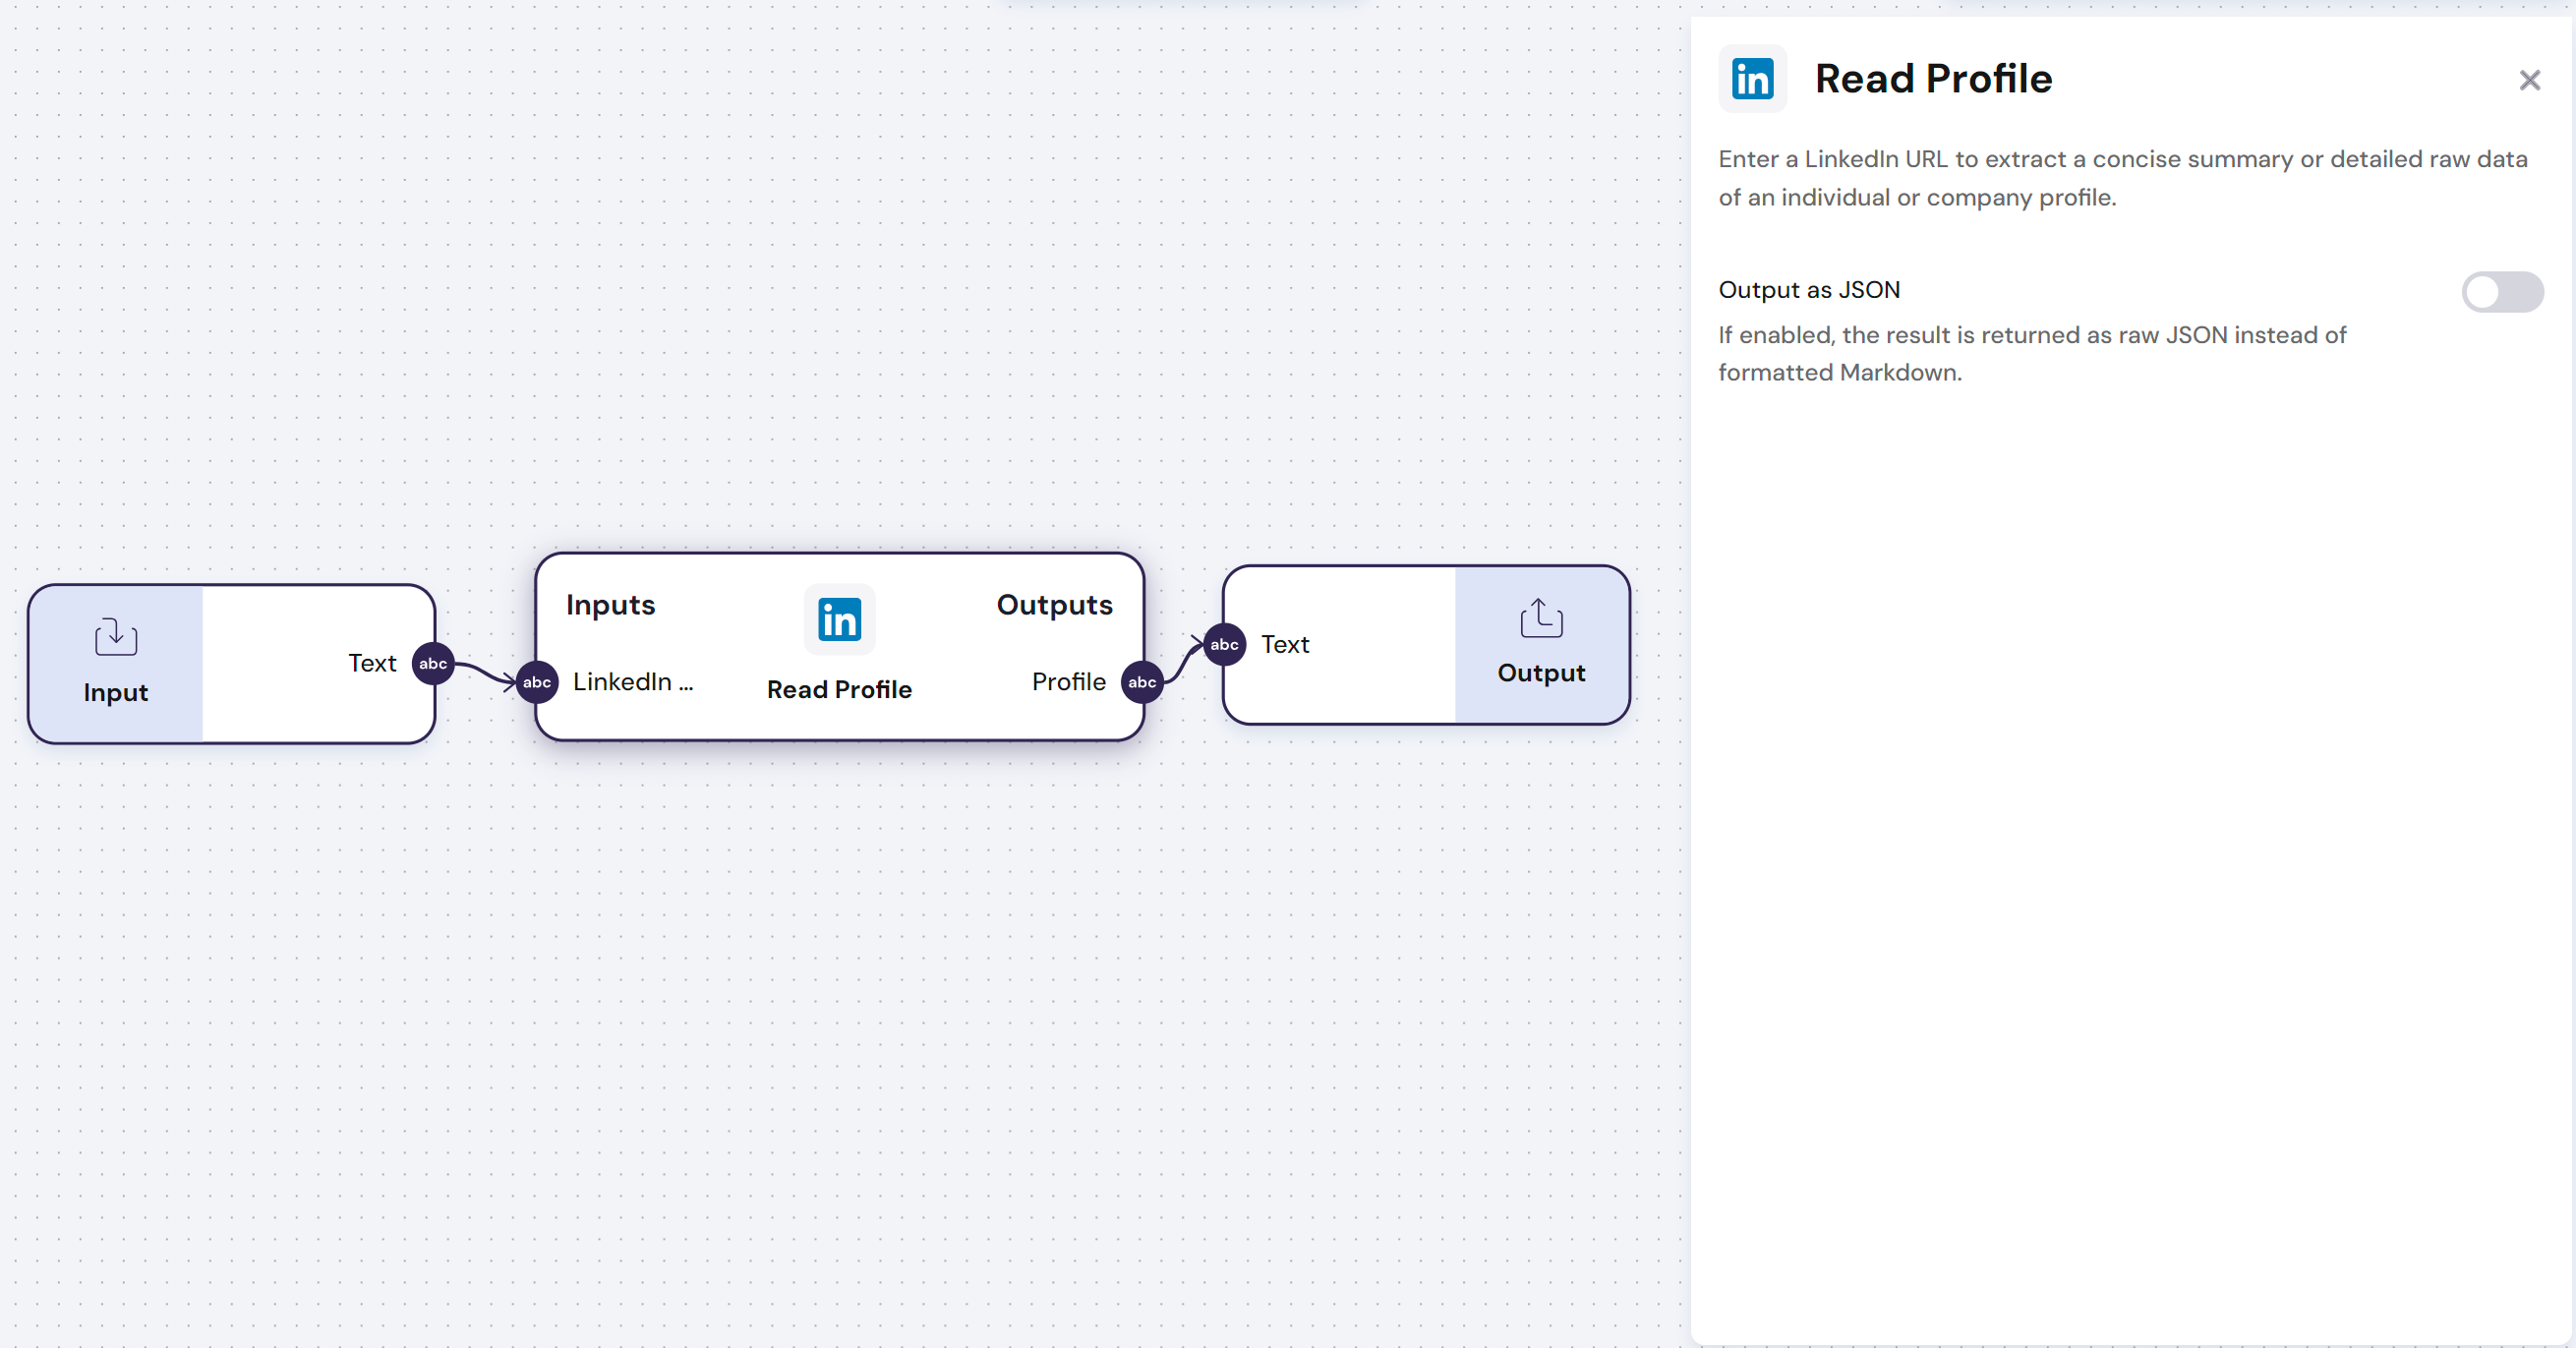 Input
Text
abc
abc
Inputs
LinkedIn ...
in
Read Profile
Outputs
Profile
abc
abc
Text
Output
in
Read Profile
Enter a LinkedIn URL to extract a concise summary or detailed raw data
of an individual or company profile.
Output as JSON
If enabled, the result is returned as raw JSON instead of
formatted Markdown.